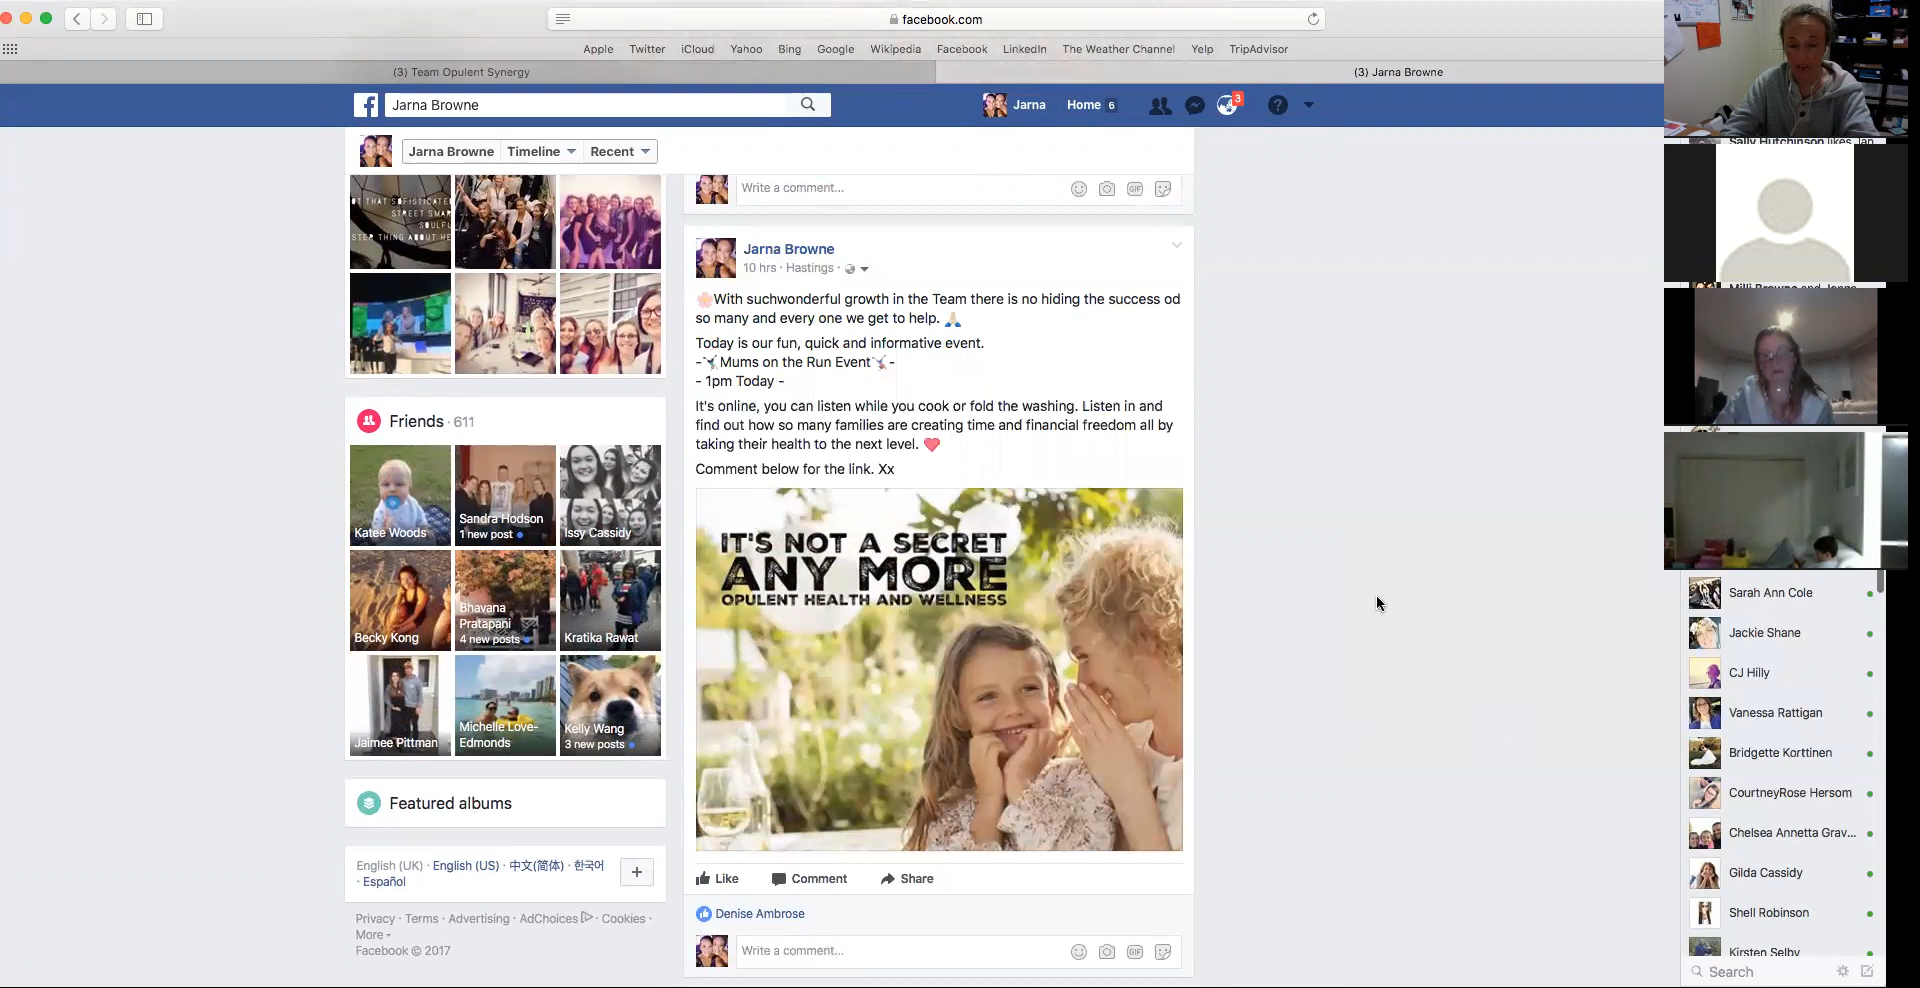 facebook.com
Apple Twitter iCloud Yahoo Bing Google Wikipedia Facebook LinkedIn The Weather Channel Yelp TripAdvisor
(3) Team Opulent Synergy
(3) Jarna Browne
Jarna Browne
Jarna
Home 6
3
Jarna Browne Timeline Recent
STREET SMAR
SOULFU
Friends · 611
Katee Woods
Sandra Hodson
1 new post
Issy Cassidy
Becky Kong
Bhavana
Pratapani
4 new posts
Kratika Rawat
Jaimee Pittman
Michelle Love-
Edmonds
Kelly Wang
3 new posts
Featured albums
English (UK) · English (US) · 中文(简体) · 한국어
· Español
Privacy · Terms · Advertising · AdChoices · Cookies ·
More
Facebook © 2017
Write a comment...
GIF
Jarna Browne
10 hrs · Hastings ·
🌸With suchwonderful growth in the Team there is no hiding the success od
so many and every one we get to help. 🙏🏼
Today is our fun, quick and informative event.
-🤸Mums on the Run Event🤸-
- 1pm Today -
It's online, you can listen while you cook or fold the washing. Listen in and
find out how so many families are creating time and financial freedom all by
taking their health to the next level. ❤️
Comment below for the link. Xx
IT'S NOT A SECRET
ANY MORE
OPULENT HEALTH AND WELLNESS
Like Comment Share
Denise Ambrose
Write a comment...
GIF
Sally Hutchinson likes Jan
Sarah Ann Cole
Jackie Shane
CJ Hilly
Vanessa Rattigan
Bridgette Korttinen
CourtneyRose Hersom
Chelsea Annetta Grav...
Gilda Cassidy
Shell Robinson
Kirsten Selby
Search